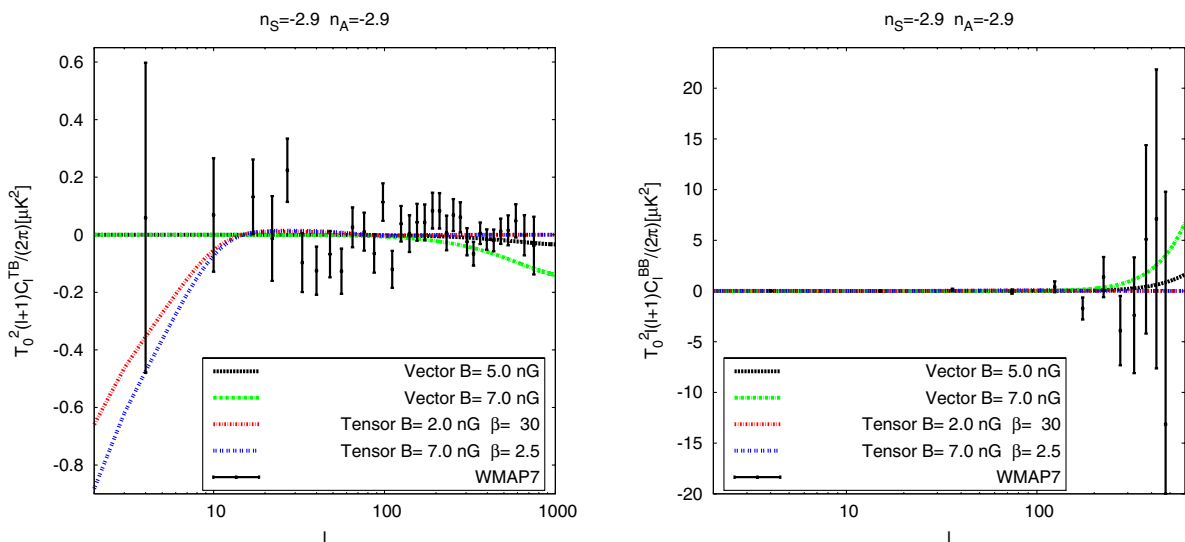 n_S=-2.9 n_A=-2.9
T_0^2(l+1)C_l^TB/(2π)[μK^2]
0.6
0.4
0.2
0
-0.2
-0.4
-0.6
-0.8
10
100
1000
l
Vector B= 5.0 nG
Vector B= 7.0 nG
Tensor B= 2.0 nG β= 30
Tensor B= 7.0 nG β= 2.5
WMAP7
n_S=-2.9 n_A=-2.9
T_0^2l(l+1)C_l^BB/(2π)[μK^2]
20
15
10
5
0
-5
-10
-15
-20
10
100
l
Vector B= 5.0 nG
Vector B= 7.0 nG
Tensor B= 2.0 nG β= 30
Tensor B= 7.0 nG β= 2.5
WMAP7